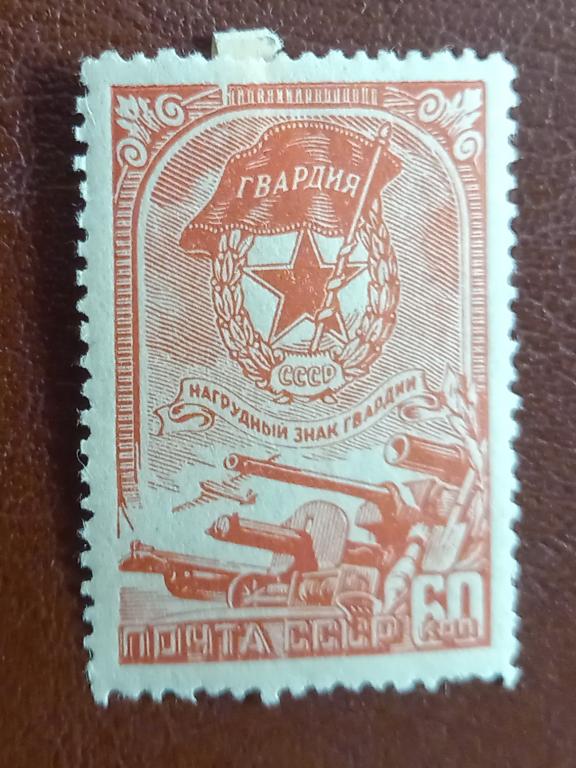 ГВАРДИЯ
СССР
НАГРУДНЫЙ ЗНАК ГВАРДИИ
60
коп
ПОЧТА СССР